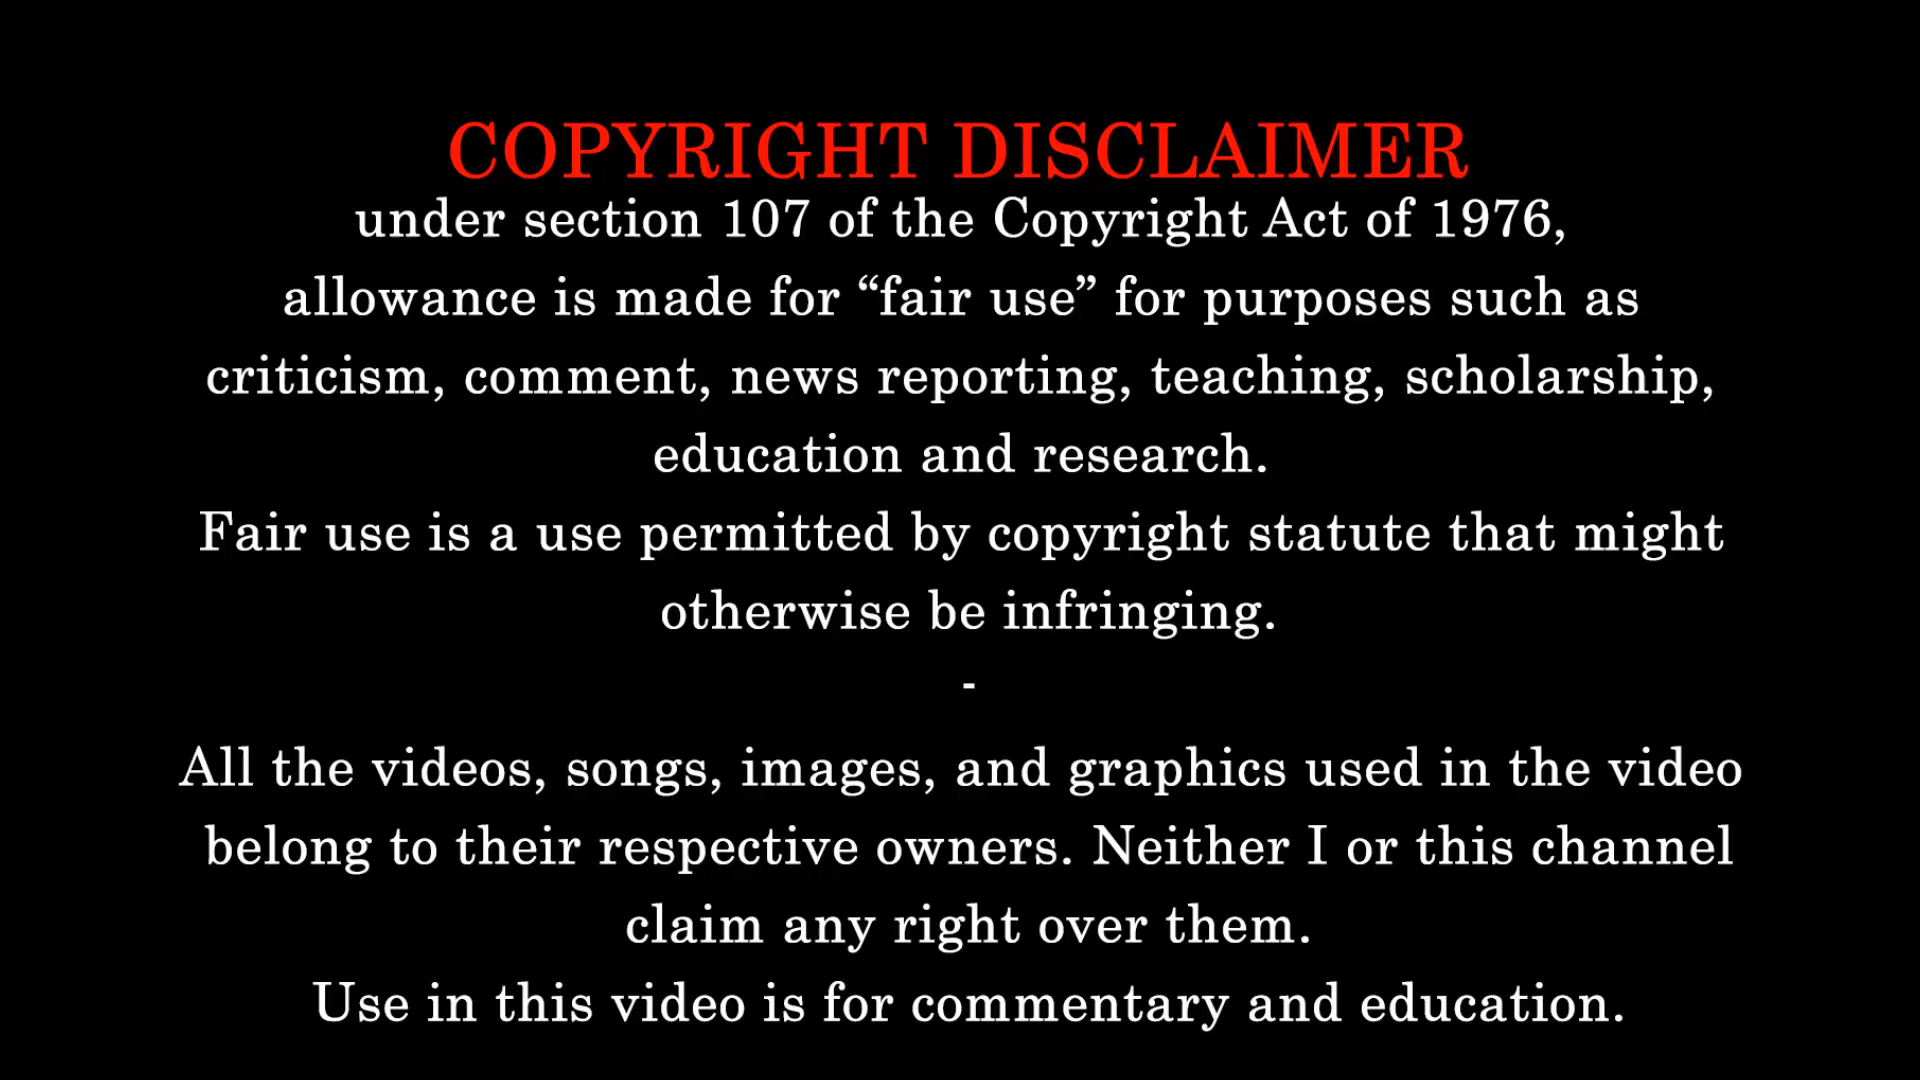 COPYRIGHT DISCLAIMER
under section 107 of the Copyright Act of 1976,
allowance is made for “fair use” for purposes such as
criticism, comment, news reporting, teaching, scholarship,
education and research.
Fair use is a use permitted by copyright statute that might
otherwise be infringing.
-
All the videos, songs, images, and graphics used in the video
belong to their respective owners. Neither I or this channel
claim any right over them.
Use in this video is for commentary and education.